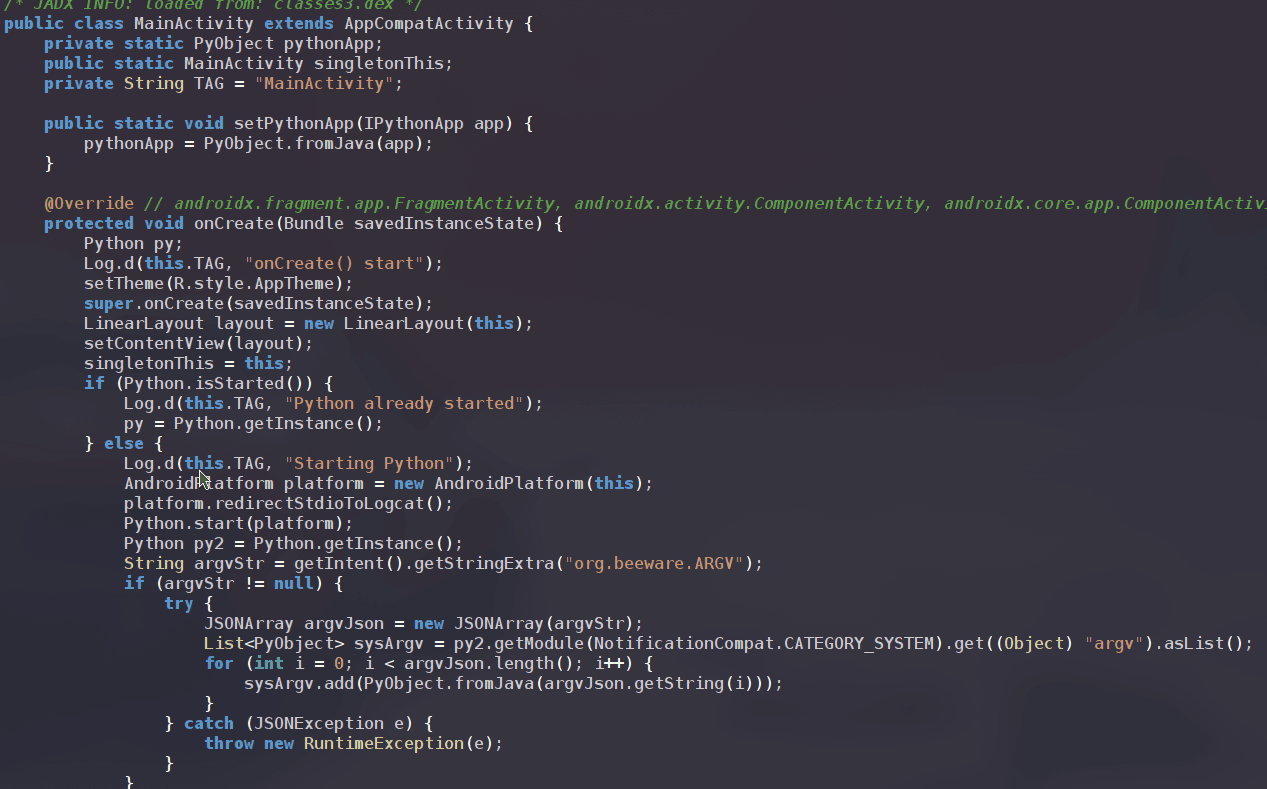 /* JADX INFO: loaded from: classes3.dex */
public class MainActivity extends AppCompatActivity {
    private static PyObject pythonApp;
    public static MainActivity singletonThis;
    private String TAG = "MainActivity";

    public static void setPythonApp(IPythonApp app) {
        pythonApp = PyObject.fromJava(app);
    }

    @Override // androidx.fragment.app.FragmentActivity, androidx.activity.ComponentActivity, androidx.core.app.ComponentActivi
    protected void onCreate(Bundle savedInstanceState) {
        Python py;
        Log.d(this.TAG, "onCreate() start");
        setTheme(R.style.AppTheme);
        super.onCreate(savedInstanceState);
        LinearLayout layout = new LinearLayout(this);
        setContentView(layout);
        singletonThis = this;
        if (Python.isStarted()) {
            Log.d(this.TAG, "Python already started");
            py = Python.getInstance();
        } else {
            Log.d(this.TAG, "Starting Python");
            AndroidPlatform platform = new AndroidPlatform(this);
            platform.redirectStdioToLogcat();
            Python.start(platform);
            Python py2 = Python.getInstance();
            String argvStr = getIntent().getStringExtra("org.beeware.ARGV");
            if (argvStr != null) {
                try {
                    JSONArray argvJson = new JSONArray(argvStr);
                    List<PyObject> sysArgv = py2.getModule(NotificationCompat.CATEGORY_SYSTEM).get((Object) "argv").asList();
                    for (int i = 0; i < argvJson.length(); i++) {
                        sysArgv.add(PyObject.fromJava(argvJson.getString(i)));
                    }
                } catch (JSONException e) {
                    throw new RuntimeException(e);
                }
            }